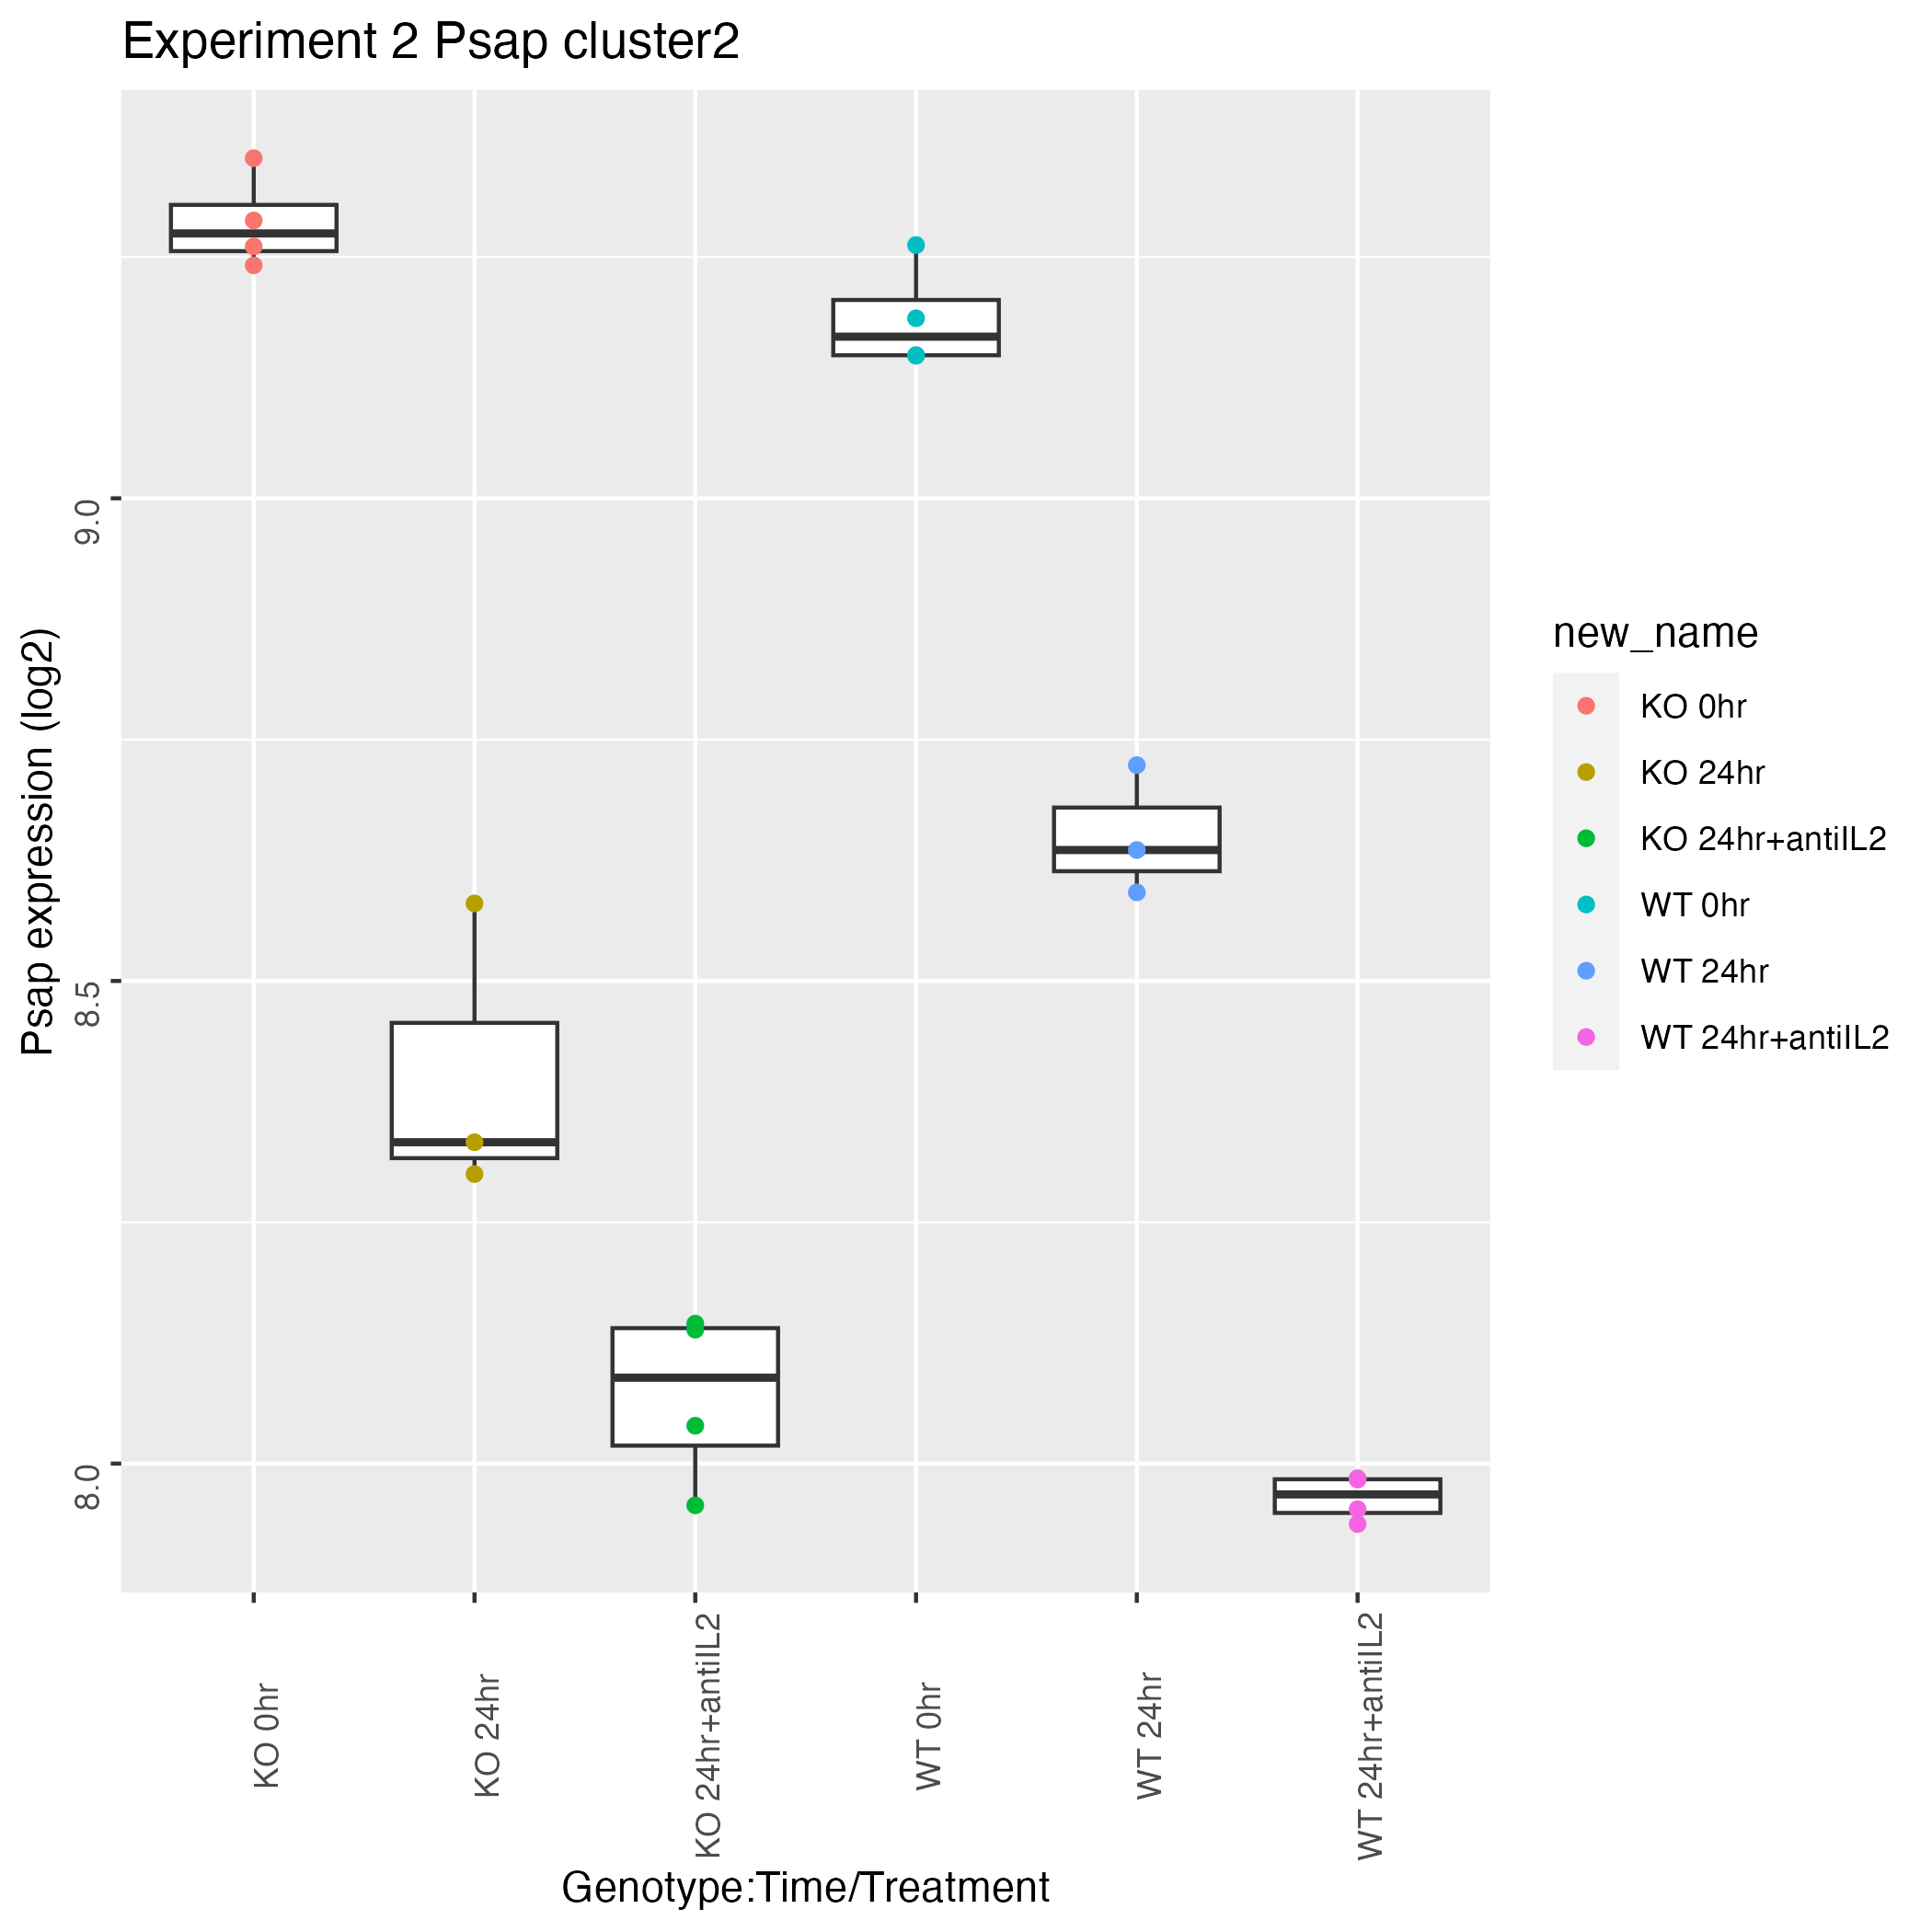 Experiment 2 Psap cluster2
Psap expression (log2)
9.0
8.5
8.0
KO 0hr
KO 24hr
KO 24hr+antiIL2
WT 0hr
WT 24hr
WT 24hr+antiIL2
Genotype:Time/Treatment
new_name
KO 0hr
KO 24hr
KO 24hr+antiIL2
WT 0hr
WT 24hr
WT 24hr+antiIL2